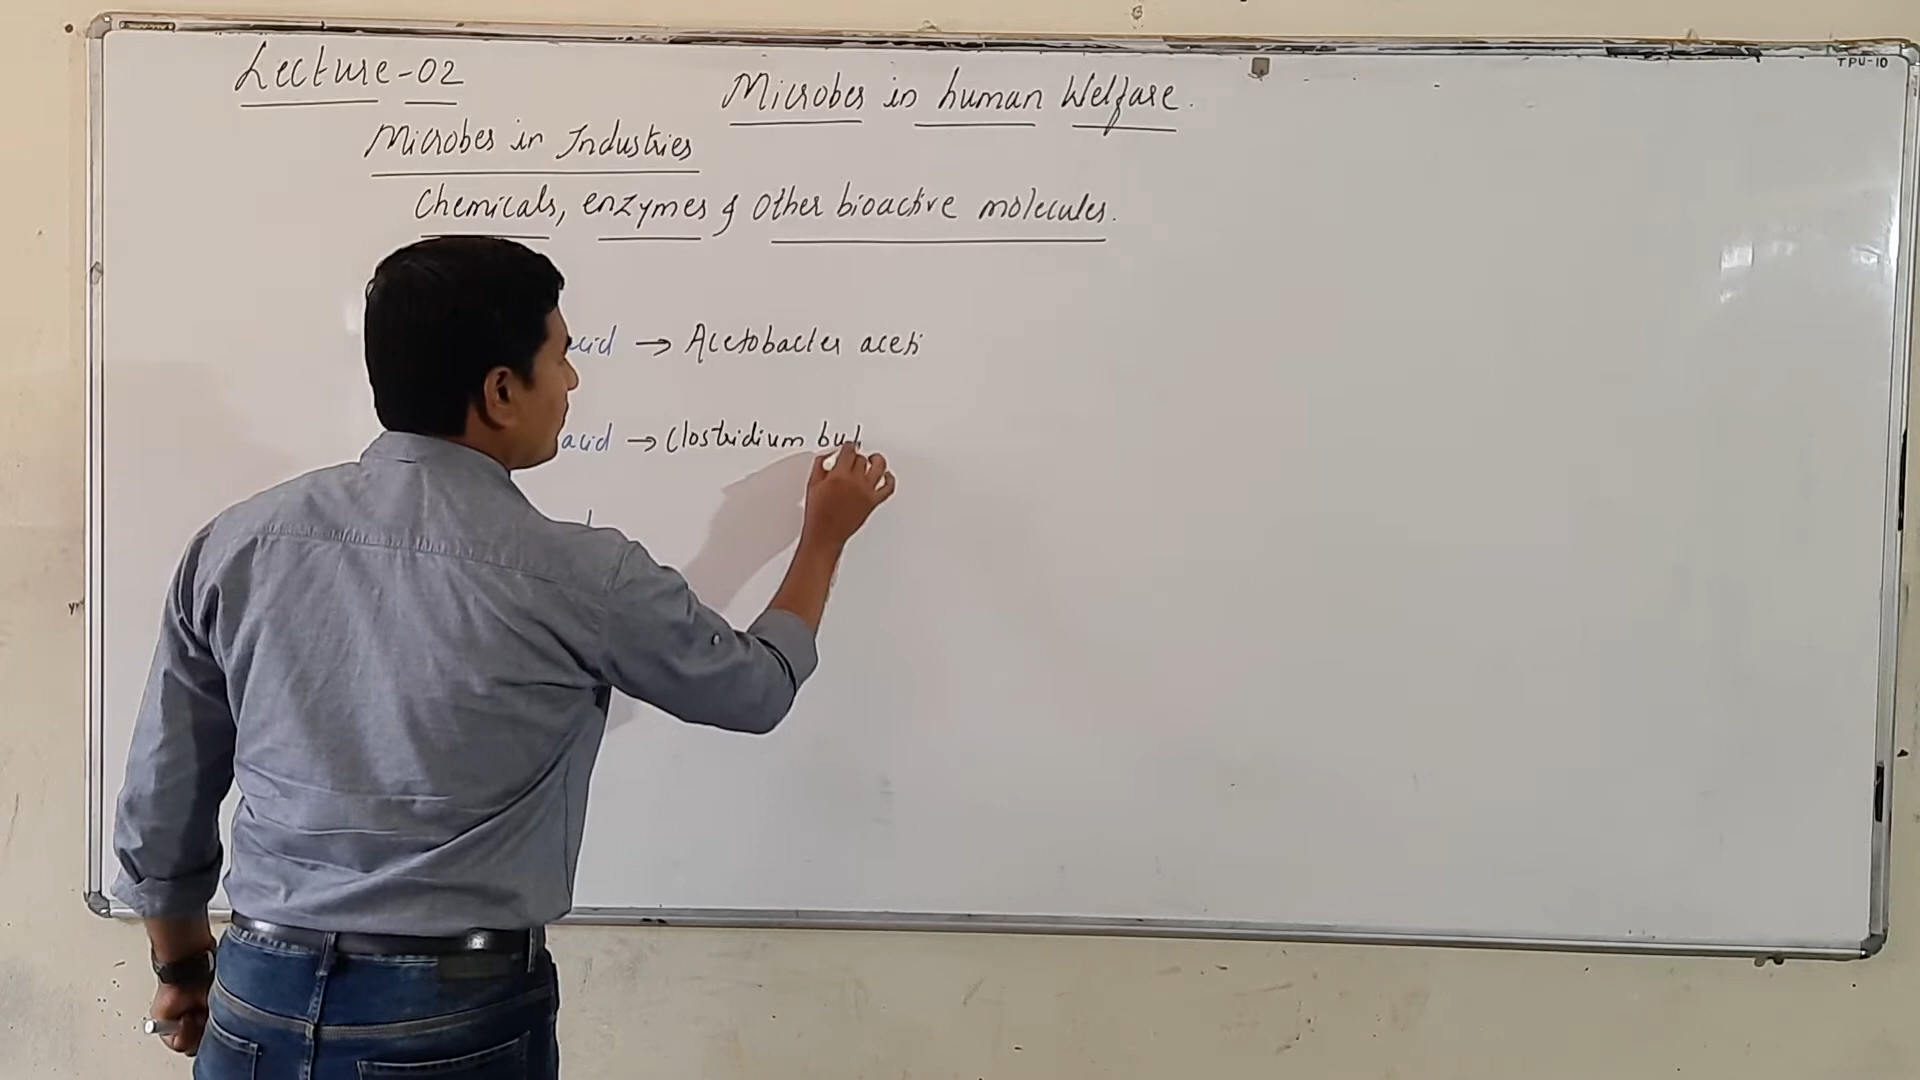 TPU-10
Lecture-02
Microbes in human Welfare.
Microbes in Industries
Chemicals, enzymes & other bioactive molecules.
acid → Acetobacter aceti
acid → Clostridium but